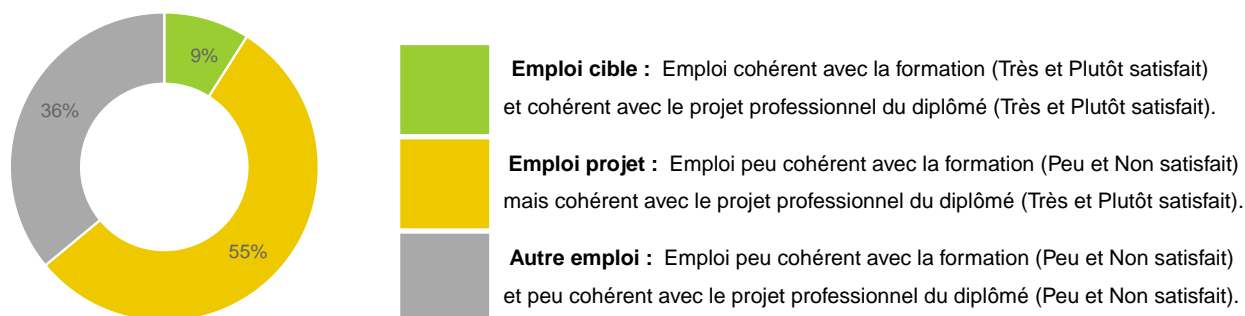 9%
36%
55%
Emploi cible : Emploi cohérent avec la formation (Très et Plutôt satisfait)
et cohérent avec le projet professionnel du diplômé (Très et Plutôt satisfait).
Emploi projet : Emploi peu cohérent avec la formation (Peu et Non satisfait)
mais cohérent avec le projet professionnel du diplômé (Très et Plutôt satisfait).
Autre emploi : Emploi peu cohérent avec la formation (Peu et Non satisfait)
et peu cohérent avec le projet professionnel du diplômé (Peu et Non satisfait).